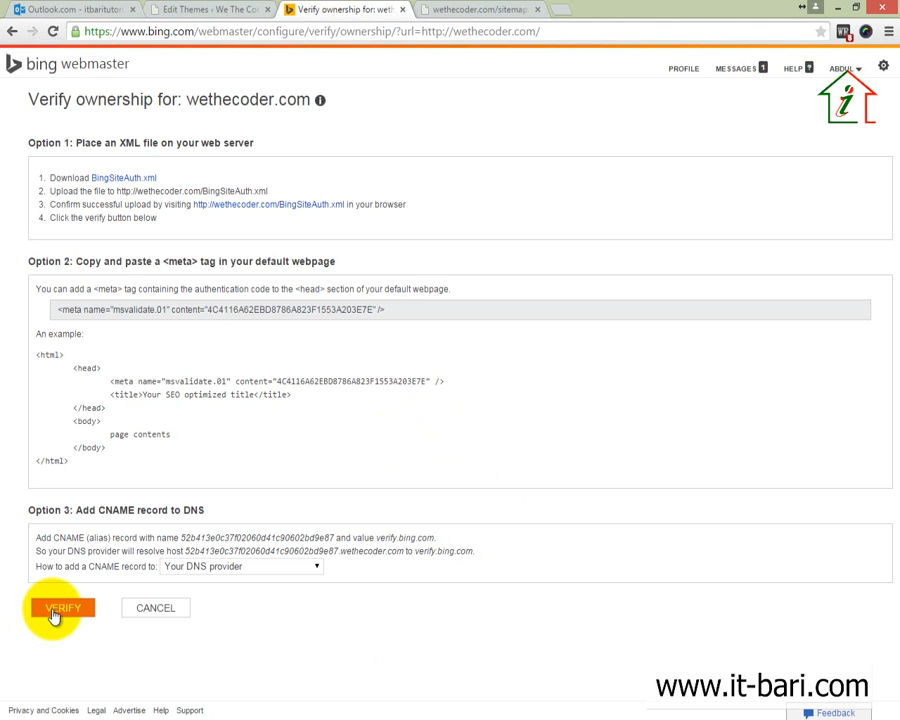 Outlook.com - itbaritutori
Edit Themes ‹ We The Co
Verify ownership for: weth
wethecoder.com/sitemap.
https://www.bing.com/webmaster/configure/verify/ownership/?url=http://wethecoder.com/
bing webmaster
PROFILE
MESSAGES 1
HELP ?
ABDUL
Verify ownership for: wethecoder.com
Option 1: Place an XML file on your web server
1. Download BingSiteAuth.xml
2. Upload the file to http://wethecoder.com/BingSiteAuth.xml
3. Confirm successful upload by visiting http://wethecoder.com/BingSiteAuth.xml in your browser
4. Click the verify button below
Option 2: Copy and paste a <meta> tag in your default webpage
You can add a <meta> tag containing the authentication code to the <head> section of your default webpage.
<meta name="msvalidate.01" content="4C4116A62EBD8786A823F1553A203E7E" />
An example:
<html>
<head>
<meta name="msvalidate.01" content="4C4116A62EBD8786A823F1553A203E7E" />
<title>Your SEO optimized title</title>
</head>
<body>
page contents
</body>
</html>
Option 3: Add CNAME record to DNS
Add CNAME (alias) record with name 52b413e0c37f02060d41c90602bd9e87 and value verify.bing.com.
So your DNS provider will resolve host 52b413e0c37f02060d41c90602bd9e87.wethecoder.com to verify.bing.com.
How to add a CNAME record to: Your DNS provider
VERIFY
CANCEL
www.it-bari.com
Privacy and Cookies Legal Advertise Help Support
Feedback